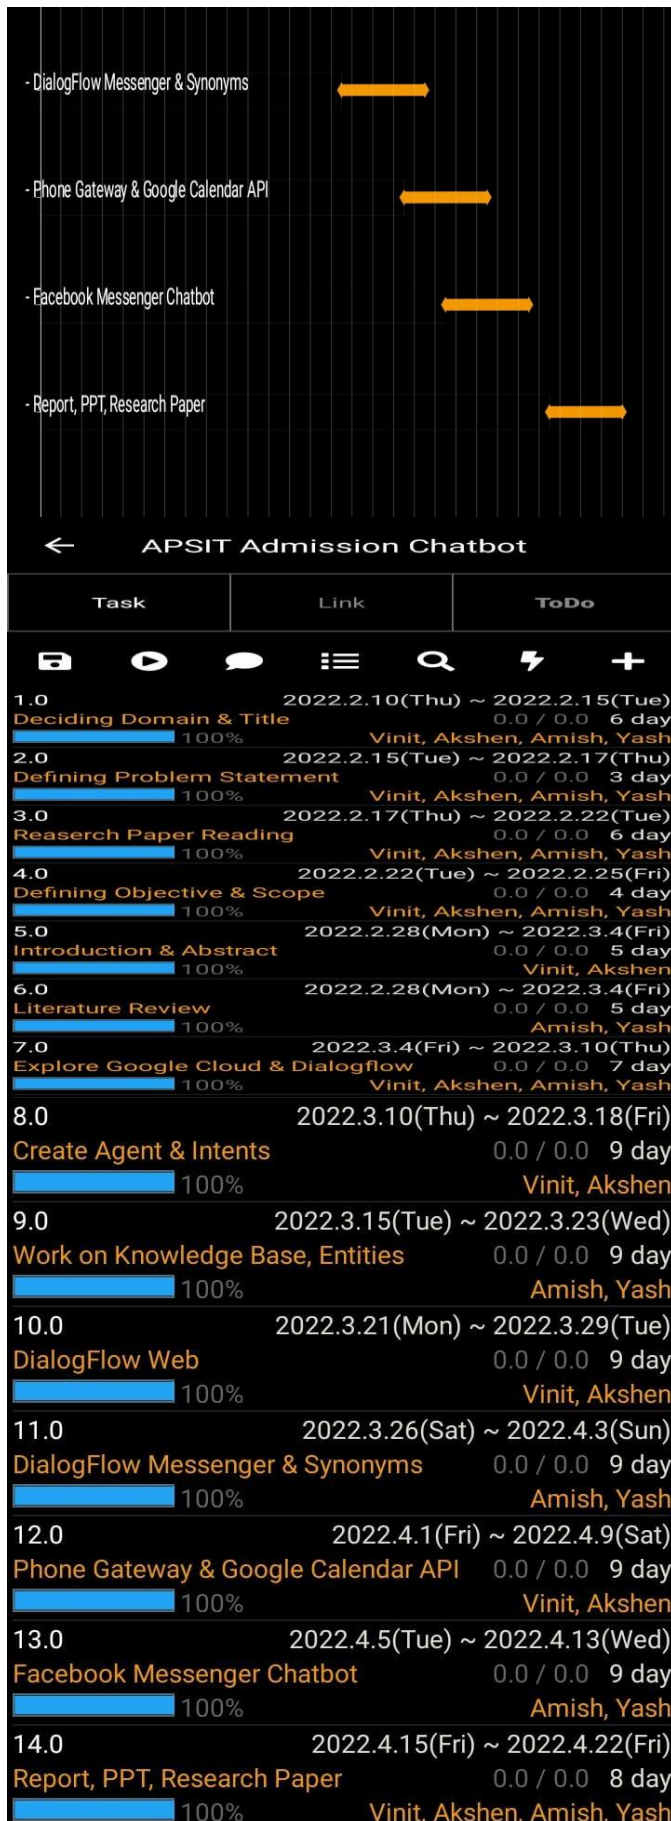 - DialogFlow Messenger & Synonyms
- Phone Gateway & Google Calendar API
- Facebook Messenger Chatbot
- Report, PPT, Research Paper
APSIT Admission Chatbot
Task Link ToDo
1.0 2022.2.10(Thu) ~ 2022.2.15(Tue)
Deciding Domain & Title 0.0 / 0.0 6 day
100% Vinit, Akshen, Amish, Yash
2.0 2022.2.15(Tue) ~ 2022.2.17(Thu)
Defining Problem Statement 0.0 / 0.0 3 day
100% Vinit, Akshen, Amish, Yash
3.0 2022.2.17(Thu) ~ 2022.2.22(Tue)
Reaserch Paper Reading 0.0 / 0.0 6 day
100% Vinit, Akshen, Amish, Yash
4.0 2022.2.22(Tue) ~ 2022.2.25(Fri)
Defining Objective & Scope 0.0 / 0.0 4 day
100% Vinit, Akshen, Amish, Yash
5.0 2022.2.28(Mon) ~ 2022.3.4(Fri)
Introduction & Abstract 0.0 / 0.0 5 day
100% Vinit, Akshen
6.0 2022.2.28(Mon) ~ 2022.3.4(Fri)
Literature Review 0.0 / 0.0 5 day
100% Amish, Yash
7.0 2022.3.4(Fri) ~ 2022.3.10(Thu)
Explore Google Cloud & Dialogflow 0.0 / 0.0 7 day
100% Vinit, Akshen, Amish, Yash
8.0 2022.3.10(Thu) ~ 2022.3.18(Fri)
Create Agent & Intents 0.0 / 0.0 9 day
100% Vinit, Akshen
9.0 2022.3.15(Tue) ~ 2022.3.23(Wed)
Work on Knowledge Base, Entities 0.0 / 0.0 9 day
100% Amish, Yash
10.0 2022.3.21(Mon) ~ 2022.3.29(Tue)
DialogFlow Web 0.0 / 0.0 9 day
100% Vinit, Akshen
11.0 2022.3.26(Sat) ~ 2022.4.3(Sun)
DialogFlow Messenger & Synonyms 0.0 / 0.0 9 day
100% Amish, Yash
12.0 2022.4.1(Fri) ~ 2022.4.9(Sat)
Phone Gateway & Google Calendar API 0.0 / 0.0 9 day
100% Vinit, Akshen
13.0 2022.4.5(Tue) ~ 2022.4.13(Wed)
Facebook Messenger Chatbot 0.0 / 0.0 9 day
100% Amish, Yash
14.0 2022.4.15(Fri) ~ 2022.4.22(Fri)
Report, PPT, Research Paper 0.0 / 0.0 8 day
100% Vinit, Akshen, Amish, Yash